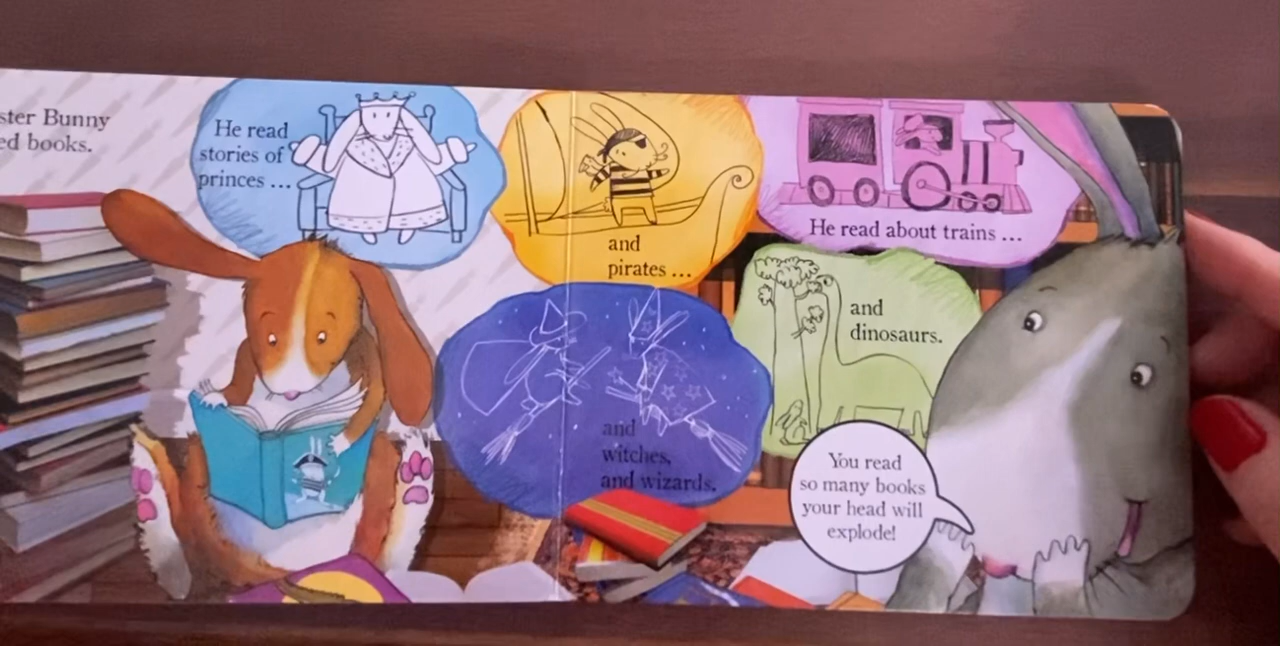 ster Bunny
ed books.
He read
stories of
princes ...
and
pirates ...
He read about trains ...
and
dinosaurs.
and
witches,
and wizards.
You read
so many books
your head will
explode!